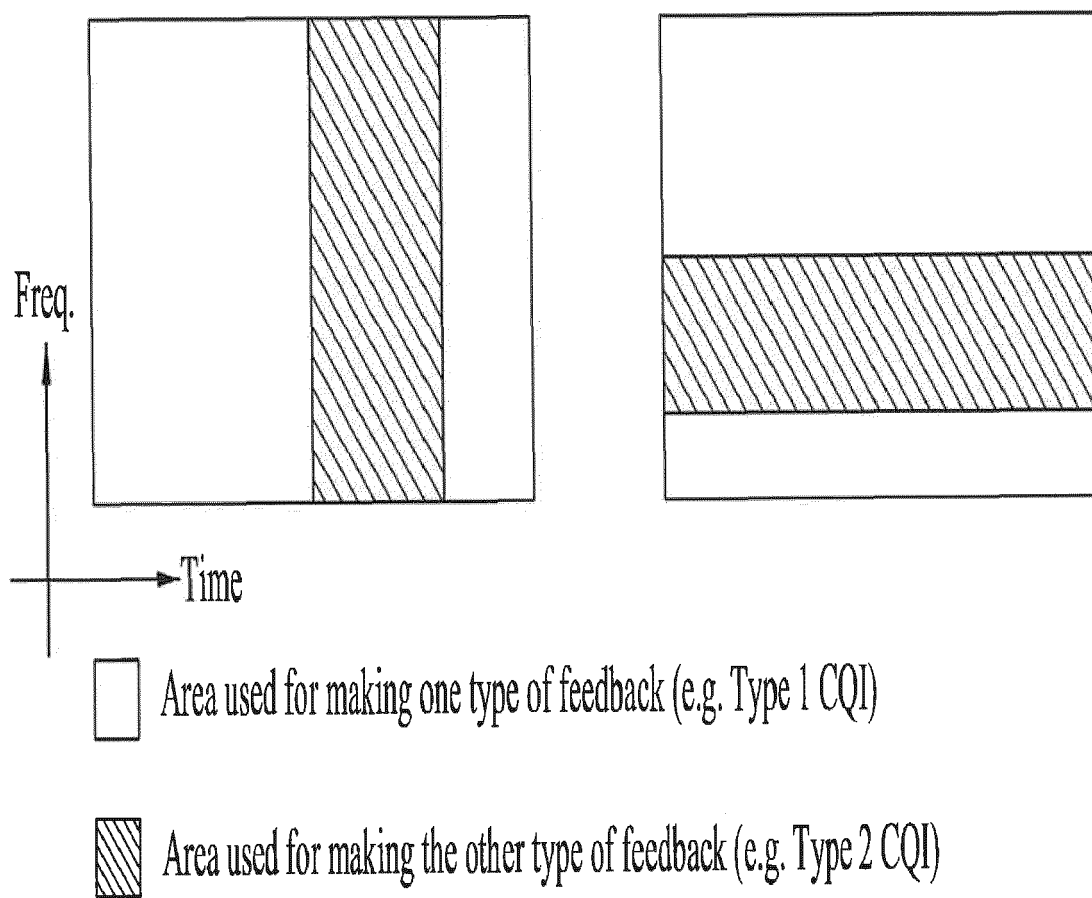 Freq.
Time
Area used for making one type of feedback (e.g. Type 1 CQI)
Area used for making the other type of feedback (e.g. Type 2 CQI)